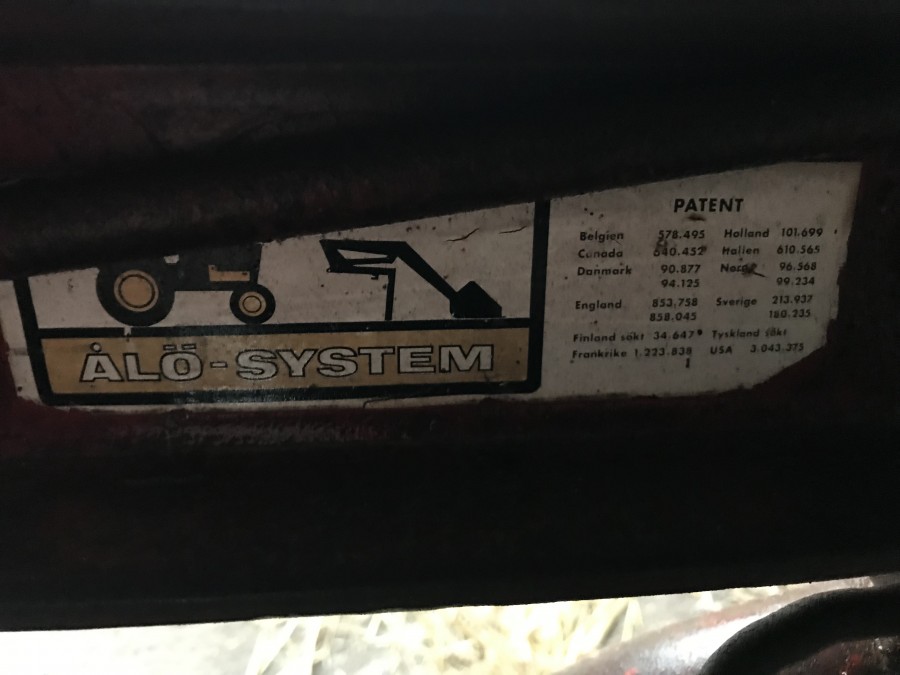 ÅLÖ-SYSTEM
PATENT
Belgien 578.495 Holland 101.699
Canada 640.452 Italien 610.565
Danmark 90.877 Norge 96.568
94.125 99.234
England 853.758 Sverige 213.937
858.045 180.235
Finland sökt 34.647 Tyskland sökt
Frankrike 1.223.838 USA 3.043.375